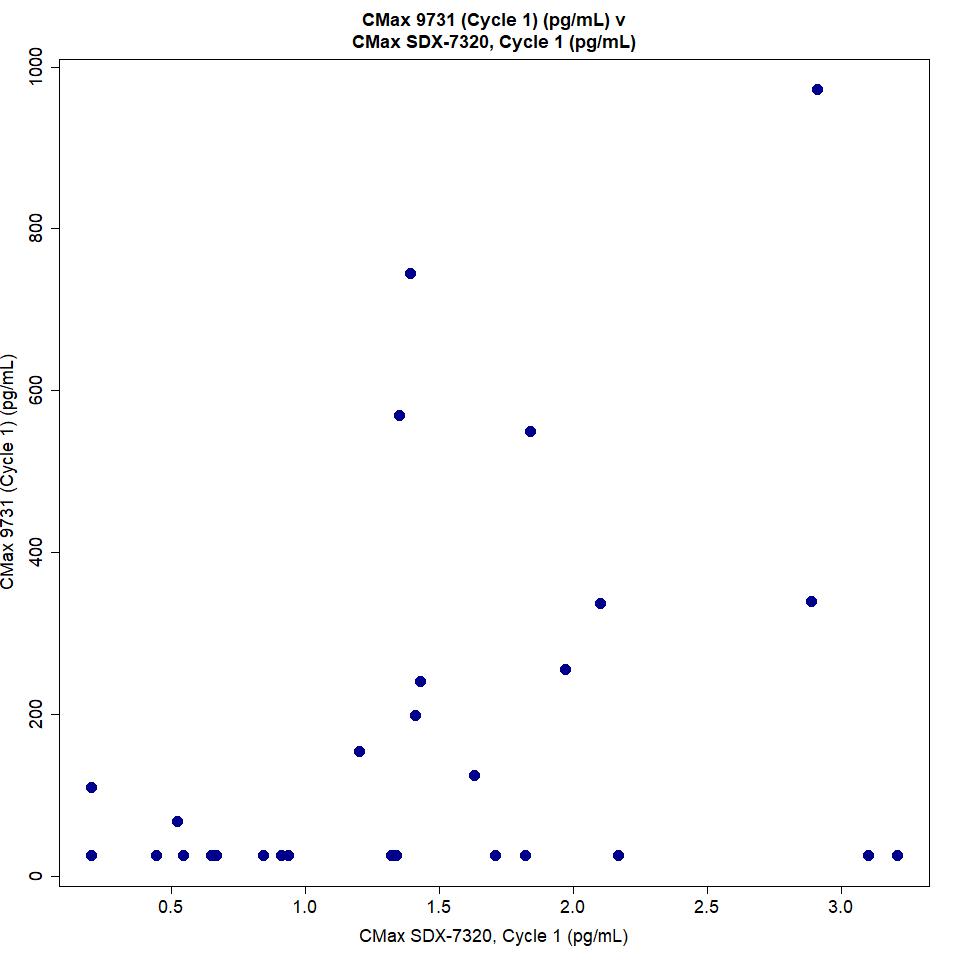 CMax 9731 (Cycle 1) (pg/mL) v
CMax SDX-7320, Cycle 1 (pg/mL)
CMax 9731 (Cycle 1) (pg/mL)
1000
800
600
400
200
0
0.5 1.0 1.5 2.0 2.5 3.0
CMax SDX-7320, Cycle 1 (pg/mL)